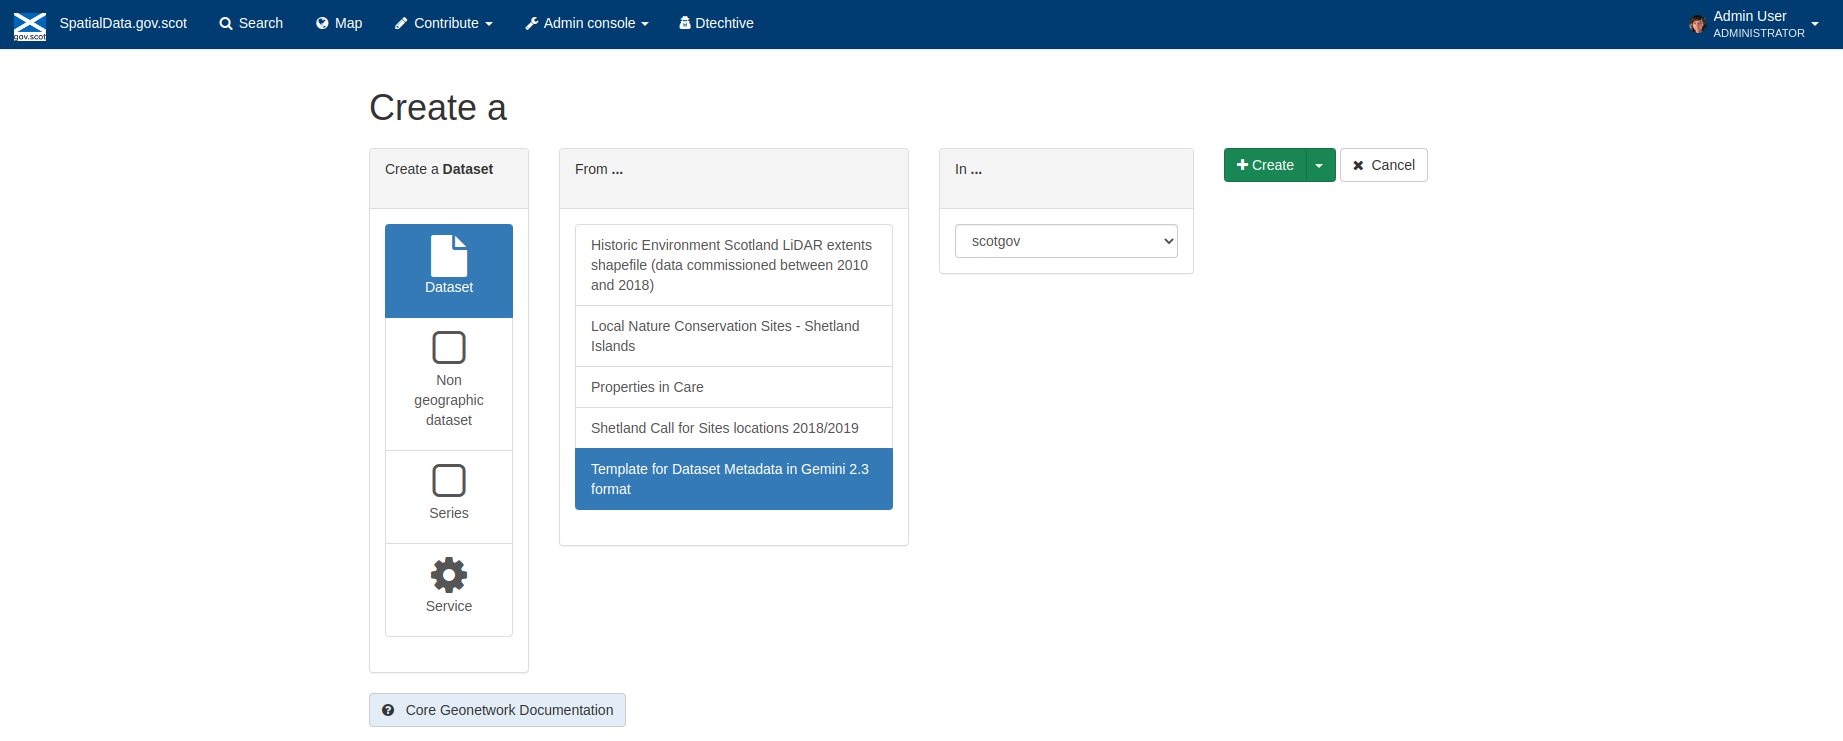 gov.scot SpatialData.gov.scot Search Map Contribute Admin console Dtechtive Admin User
ADMINISTRATOR
Create a
Create a Dataset
From ...
In ...
Create
Cancel
Dataset
Non
geographic
dataset
Series
Service
Historic Environment Scotland LiDAR extents
shapefile (data commissioned between 2010
and 2018)
Local Nature Conservation Sites - Shetland
Islands
Properties in Care
Shetland Call for Sites locations 2018/2019
Template for Dataset Metadata in Gemini 2.3
format
scotgov
Core Geonetwork Documentation